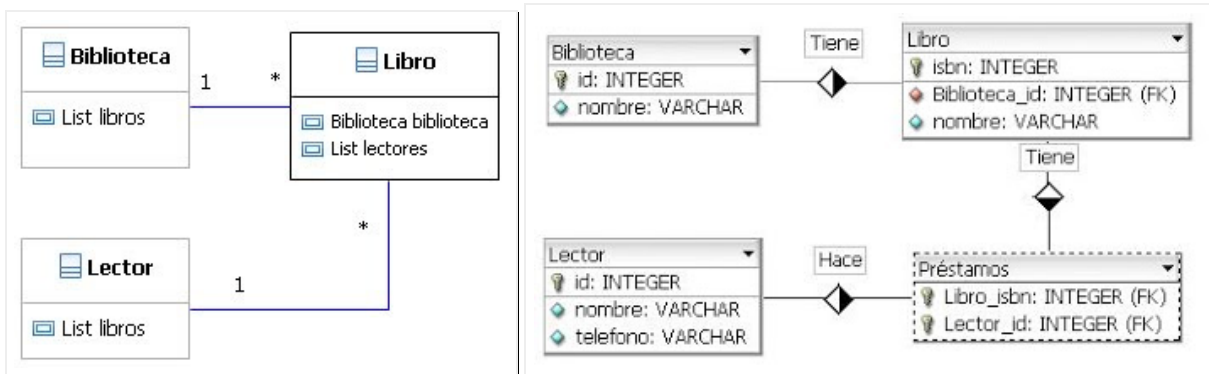 Biblioteca
List libros
1
*
Libro
Biblioteca biblioteca
List lectores
*
1
Lector
List libros
Biblioteca
id: INTEGER
nombre: VARCHAR
Tiene
Libro
isbn: INTEGER
Biblioteca_id: INTEGER (FK)
nombre: VARCHAR
Tiene
Lector
id: INTEGER
nombre: VARCHAR
telefono: VARCHAR
Hace
Préstamos
Libro_isbn: INTEGER (FK)
Lector_id: INTEGER (FK)